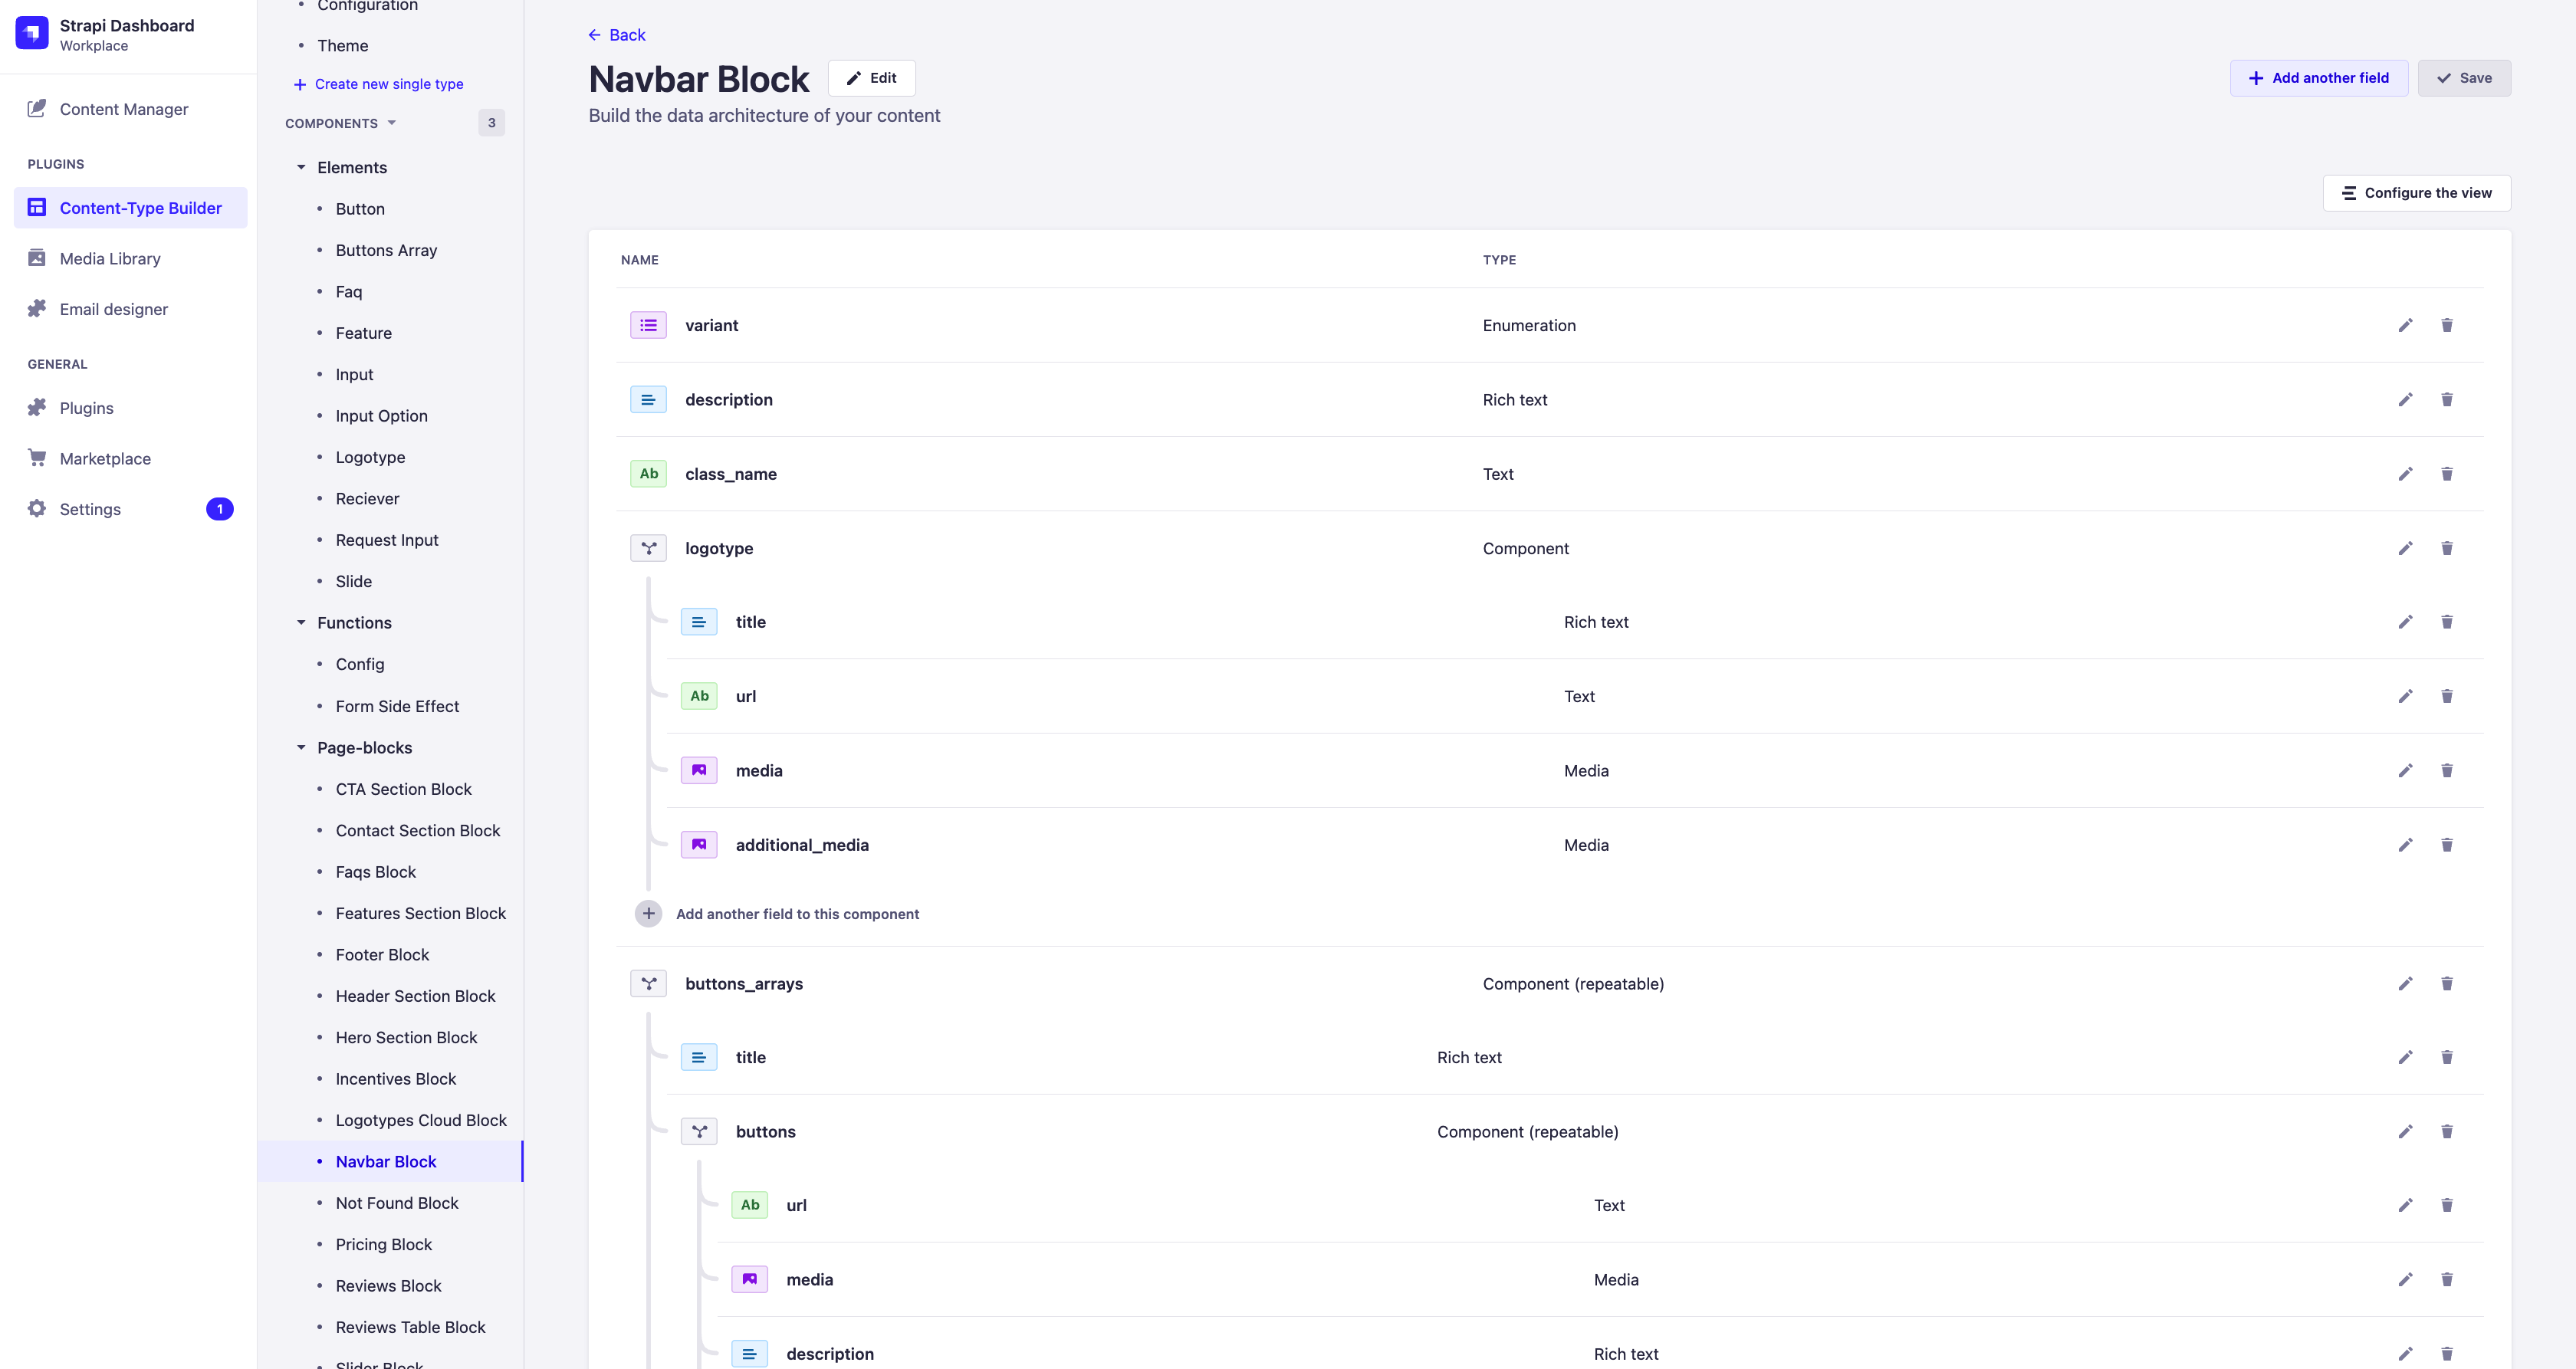 Strapi Dashboard
Workplace
Content Manager
PLUGINS
Content-Type Builder
Media Library
Email designer
GENERAL
Plugins
Marketplace
Settings 1
Configuration
Theme
Create new single type
COMPONENTS 3
Elements
Button
Buttons Array
Faq
Feature
Input
Input Option
Logotype
Reciever
Request Input
Slide
Functions
Config
Form Side Effect
Page-blocks
CTA Section Block
Contact Section Block
Faqs Block
Features Section Block
Footer Block
Header Section Block
Hero Section Block
Incentives Block
Logotypes Cloud Block
Navbar Block
Not Found Block
Pricing Block
Reviews Block
Reviews Table Block
Slider Block
Back
Navbar Block Edit
Add another field Save
Build the data architecture of your content
Configure the view
NAME TYPE
variant Enumeration
description Rich text
Ab class_name Text
logotype Component
title Rich text
Ab url Text
media Media
additional_media Media
Add another field to this component
buttons_arrays Component (repeatable)
title Rich text
buttons Component (repeatable)
Ab url Text
media Media
description Rich text